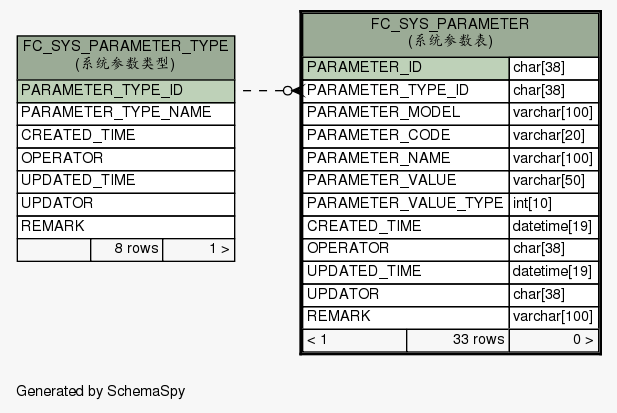 FC_SYS_PARAMETER_TYPE
(系统参数类型)
PARAMETER_TYPE_ID
PARAMETER_TYPE_NAME
CREATED_TIME
OPERATOR
UPDATED_TIME
UPDATOR
REMARK
8 rows 1 >
FC_SYS_PARAMETER
(系统参数表)
PARAMETER_ID char[38]
PARAMETER_TYPE_ID char[38]
PARAMETER_MODEL varchar[100]
PARAMETER_CODE varchar[20]
PARAMETER_NAME varchar[100]
PARAMETER_VALUE varchar[50]
PARAMETER_VALUE_TYPE int[10]
CREATED_TIME datetime[19]
OPERATOR char[38]
UPDATED_TIME datetime[19]
UPDATOR char[38]
REMARK varchar[100]
< 1 33 rows 0 >
Generated by SchemaSpy